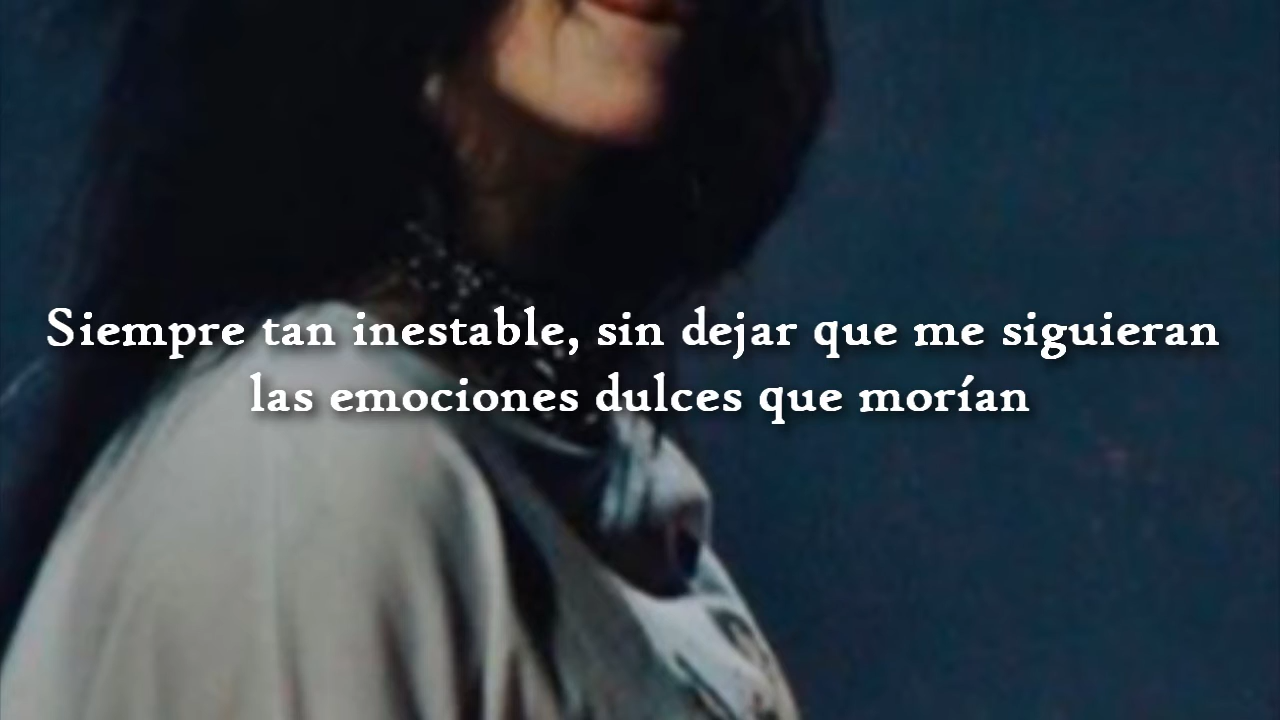 Siempre tan inestable, sin dejar que me siguieran
las emociones dulces que morían